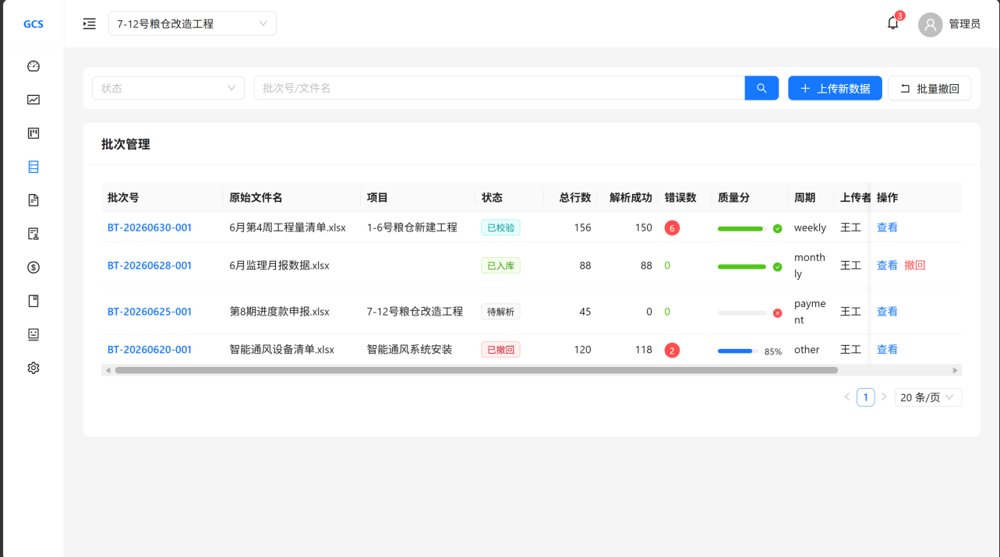 GCS
7-12号粮仓改造工程
3
管理员
状态
批次号/文件名
上传新数据
批量撤回
批次管理
批次号 原始文件名 项目 状态 总行数 解析成功 错误数 质量分 周期 上传者 操作
BT-20260630-001 6月第4周工程量清单.xlsx 1-6号粮仓新建工程 已校验 156 150 6 weekly 王工 查看
BT-20260628-001 6月监理月报数据.xlsx 已入库 88 88 0 month 王工 查看 撤回
ly
BT-20260625-001 第8期进度款申报.xlsx 7-12号粮仓改造工程 待解析 45 0 0 payme 王工 查看
nt
BT-20260620-001 智能通风设备清单.xlsx 智能通风系统安装 已撤回 120 118 2 85% other 王工 查看
1 20 条/页